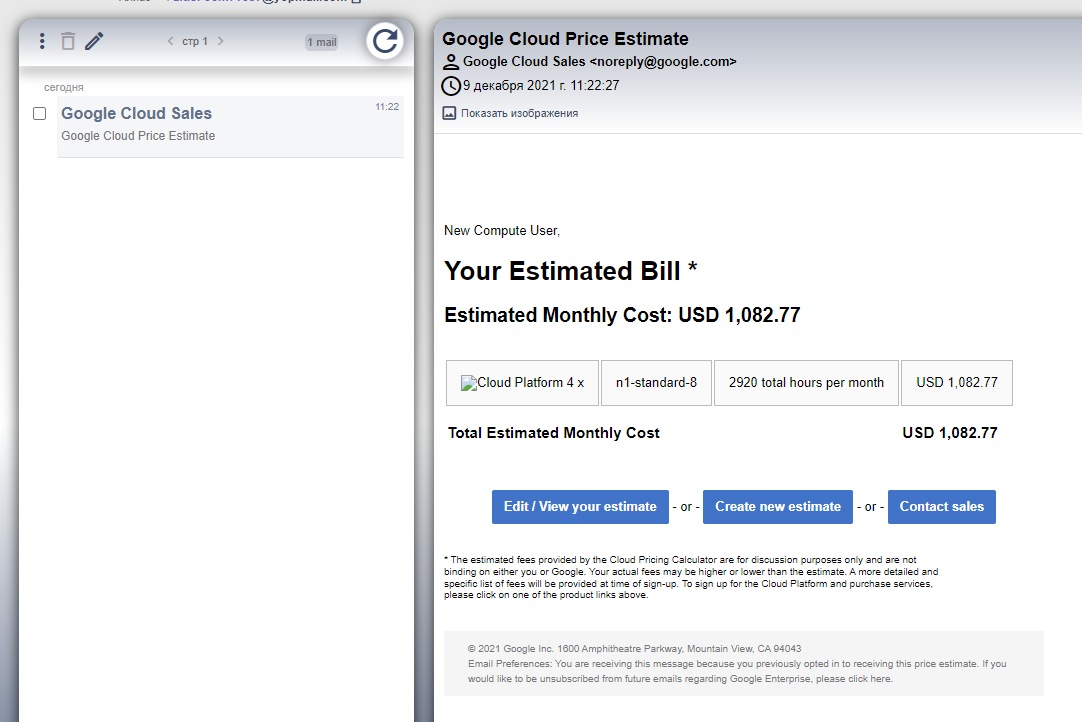 стр 1
1 mail
сегодня
Google Cloud Sales
11:22
Google Cloud Price Estimate
Google Cloud Price Estimate
Google Cloud Sales <noreply@google.com>
9 декабря 2021 г. 11:22:27
Показать изображения
New Compute User,
Your Estimated Bill *
Estimated Monthly Cost: USD 1,082.77
Cloud Platform 4 x n1-standard-8 2920 total hours per month USD 1,082.77
Total Estimated Monthly Cost USD 1,082.77
Edit / View your estimate - or - Create new estimate - or - Contact sales
* The estimated fees provided by the Cloud Pricing Calculator are for discussion purposes only and are not
binding on either you or Google. Your actual fees may be higher or lower than the estimate. A more detailed and
specific list of fees will be provided at time of sign-up. To sign up for the Cloud Platform and purchase services,
please click on one of the product links above.
© 2021 Google Inc. 1600 Amphitheatre Parkway, Mountain View, CA 94043
Email Preferences: You are receiving this message because you previously opted in to receiving this price estimate. If you
would like to be unsubscribed from future emails regarding Google Enterprise, please click here.